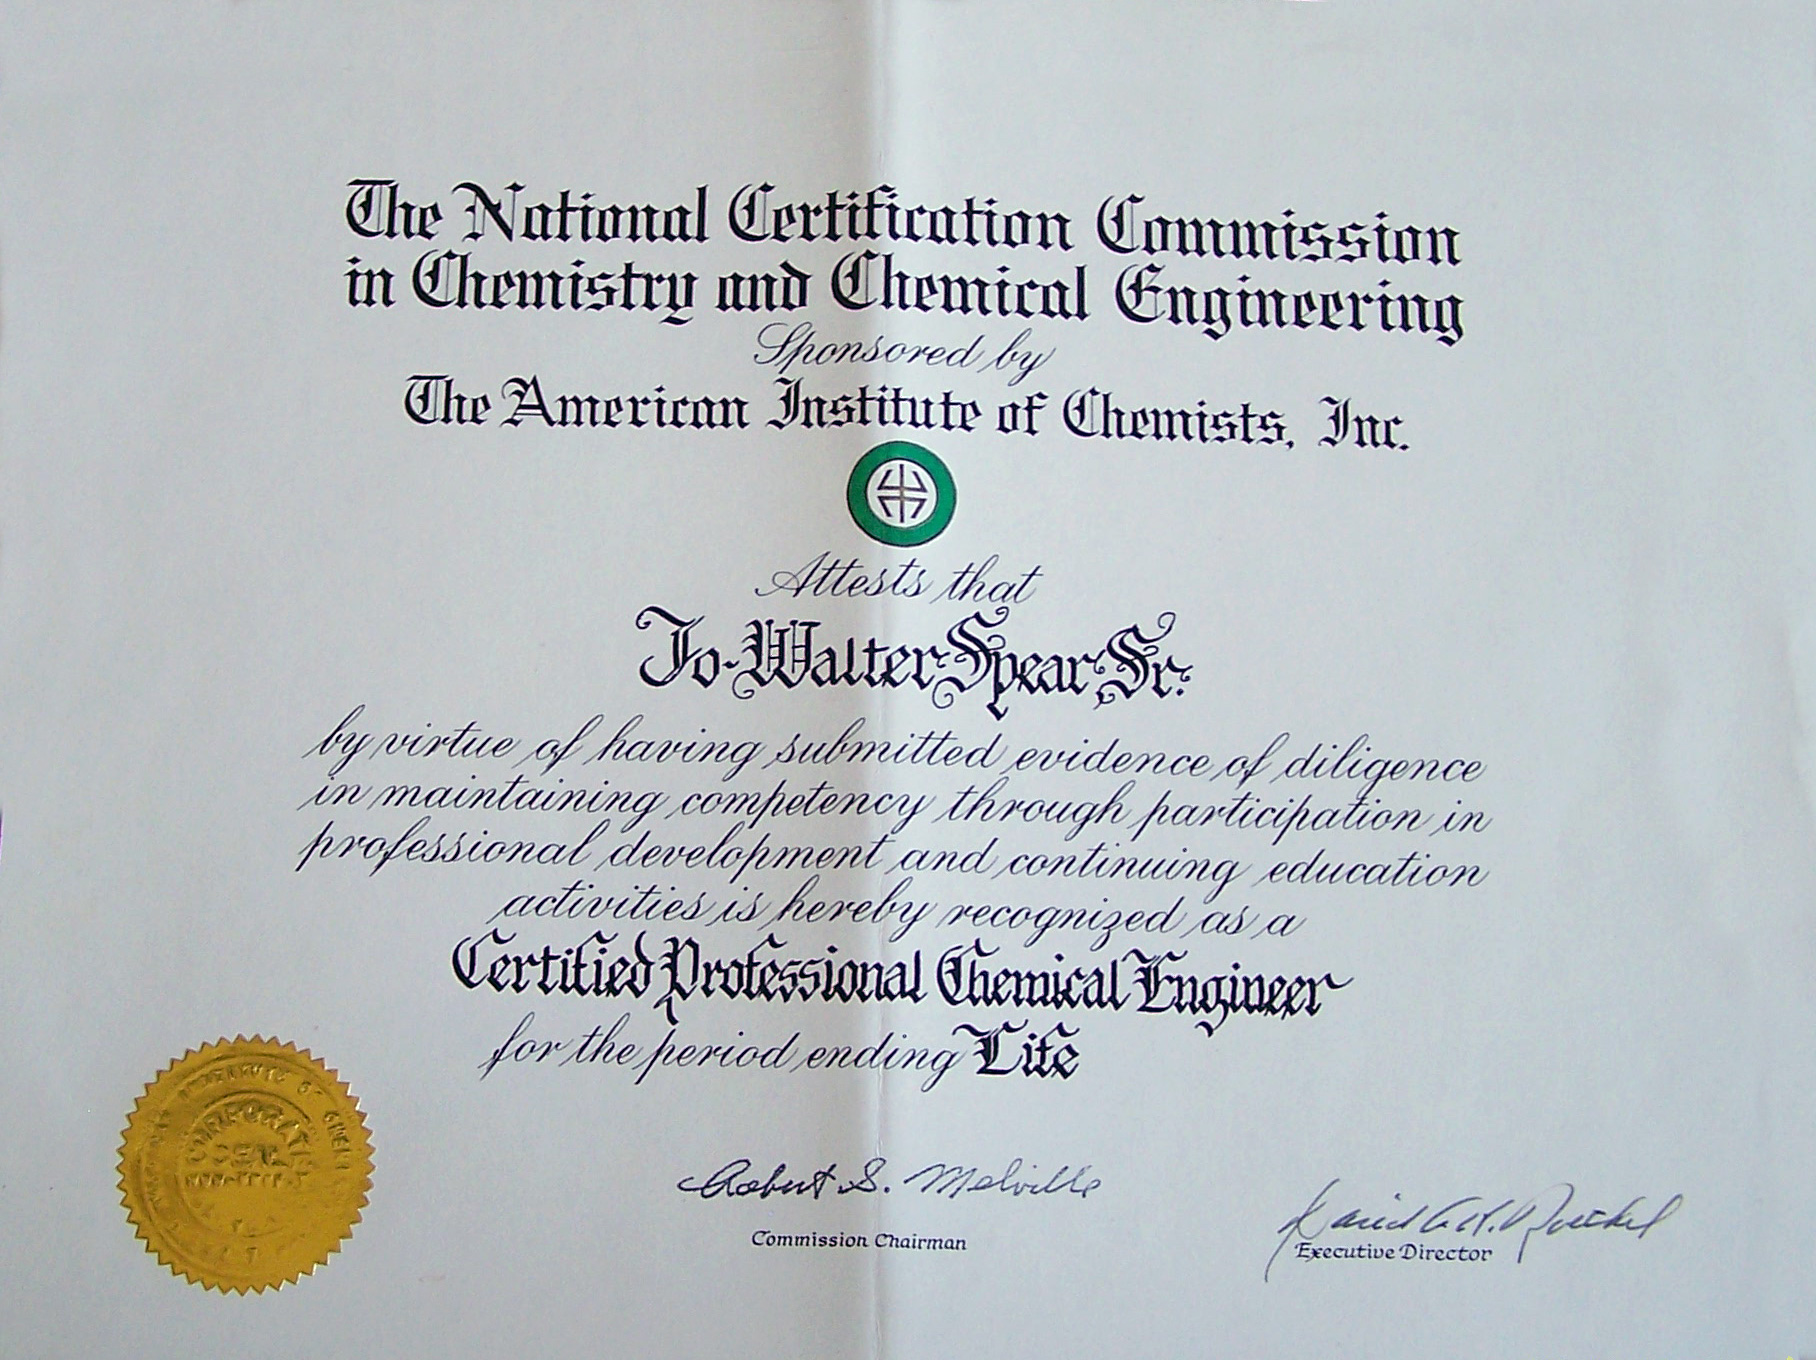 The National Certification Commission
in Chemistry and Chemical Engineering
Sponsored by
The American Institute of Chemists, Inc.
Attests that
Jo-Walter Spear, Sr.
by virtue of having submitted evidence of diligence
in maintaining competency through participation in
professional development and continuing education
activities is hereby recognized as a
Certified Professional Chemical Engineer
for the period ending Life
CORPORATE
SEAL
Robert S. Melville
Commission Chairman
Executive Director